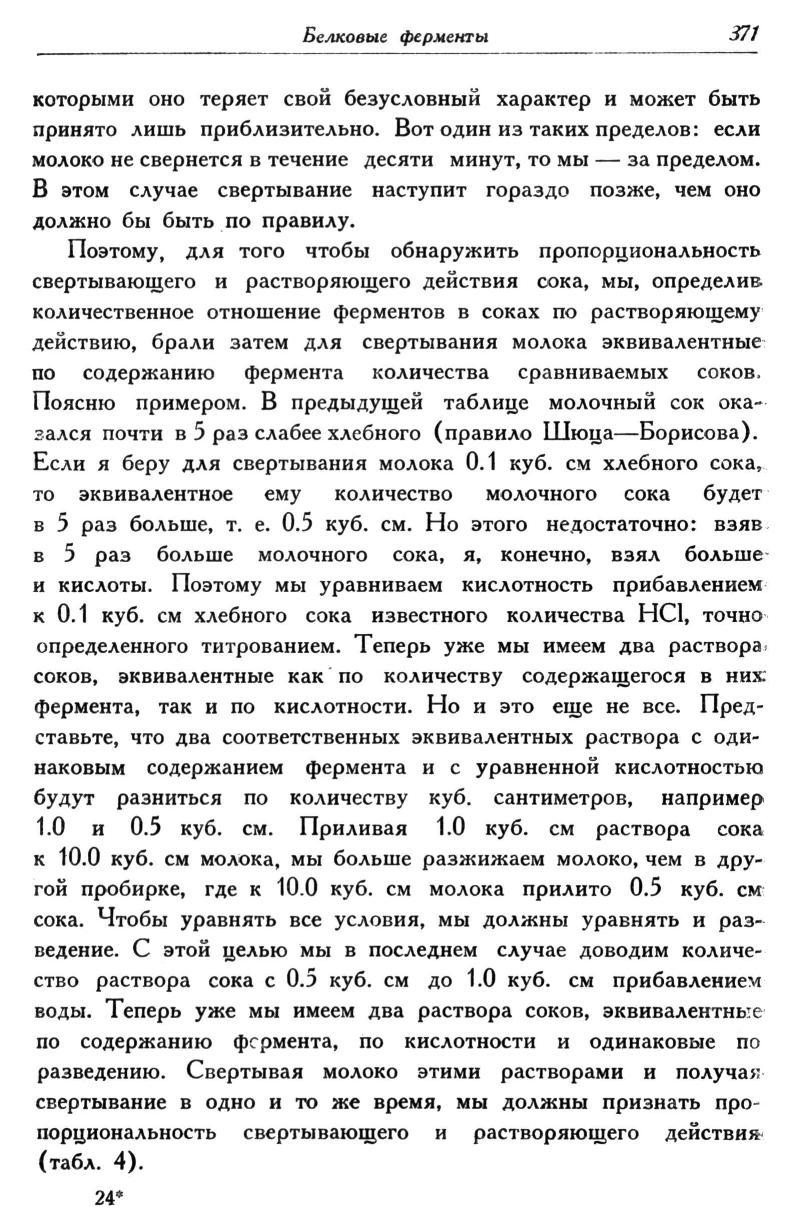 Белковые ферменты 371
которыми оно теряет свой безусловный характер и может быть
принято лишь приблизительно. Вот один из таких пределов: если
молоко не свернется в течение десяти минут, то мы — за пределом.
В этом случае свертывание наступит гораздо позже, чем оно
должно бы быть по правилу.
Поэтому, для того чтобы обнаружить пропорциональность
свертывающего и растворяющего действия сока, мы, определив
количественное отношение ферментов в соках по растворяющему
действию, брали затем для свертывания молока эквивалентные
по содержанию фермента количества сравниваемых соков.
Поясню примером. В предыдущей таблице молочный сок ока-
зался почти в 5 раз слабее хлебного (правило Шюца—Борисова).
Если я беру для свертывания молока 0.1 куб. см хлебного сока,
то эквивалентное ему количество молочного сока будет
в 5 раз больше, т. е. 0.5 куб. см. Но этого недостаточно: взяв
в 5 раз больше молочного сока, я, конечно, взял больше
и кислоты. Поэтому мы уравниваем кислотность прибавлением
к 0.1 куб. см хлебного сока известного количества HCl, точно
определенного титрованием. Теперь уже мы имеем два раствора
соков, эквивалентные как по количеству содержащегося в них
фермента, так и по кислотности. Но и это еще не все. Пред-
ставьте, что два соответственных эквивалентных раствора с оди-
наковым содержанием фермента и с уравненной кислотностью
будут разниться по количеству куб. сантиметров, например
1.0 и 0.5 куб. см. Приливая 1.0 куб. см раствора сока
к 10.0 куб. см молока, мы больше разжижаем молоко, чем в дру-
гой пробирке, где к 10.0 куб. см молока прилито 0.5 куб. см
сока. Чтобы уравнять все условия, мы должны уравнять и раз-
ведение. С этой целью мы в последнем случае доводим количе-
ство раствора сока с 0.5 куб. см до 1.0 куб. см прибавлением
воды. Теперь уже мы имеем два раствора соков, эквивалентные
по содержанию фермента, по кислотности и одинаковые по
разведению. Свертывая молоко этими растворами и получая
свертывание в одно и то же время, мы должны признать про-
порциональность свертывающего и растворяющего действия
(табл. 4).
24*